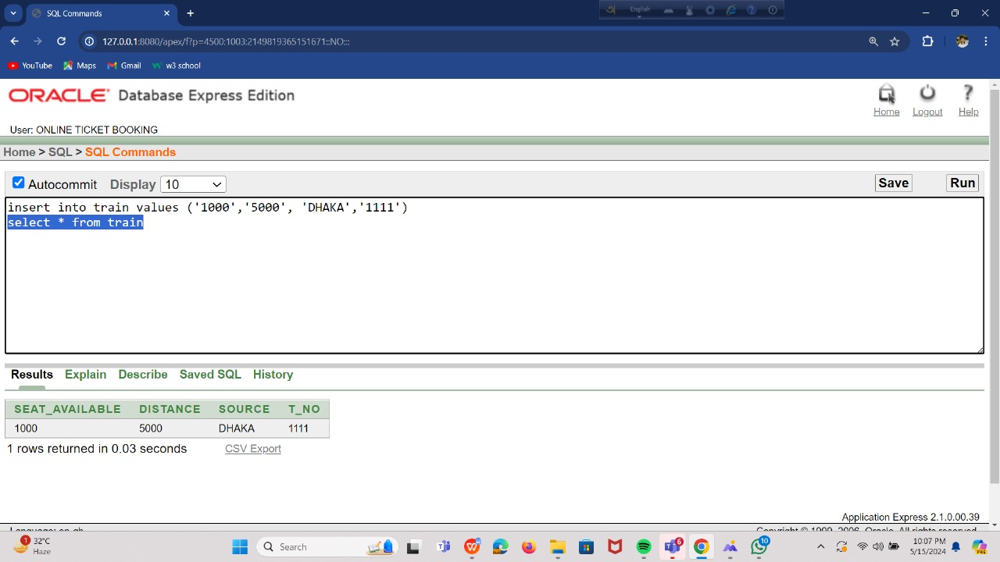 SQL Commands
English
127.0.0.1:8080/apex/f?p=4500:1003:2149819365151671::NO:::
YouTube Maps Gmail w3 school
ORACLE Database Express Edition
Home Logout Help
User: ONLINE TICKET BOOKING
Home > SQL > SQL Commands
Autocommit Display 10 Save Run
insert into train values ('1000','5000', 'DHAKA','1111')
select * from train
Results Explain Describe Saved SQL History
SEAT_AVAILABLE DISTANCE SOURCE T_NO
1000 5000 DHAKA 1111
1 rows returned in 0.03 seconds CSV Export
Application Express 2.1.0.00.39
Language: en-gb Copyright © 1999, 2006, Oracle. All rights reserved.
1 32°C
Haze
Search
6
10
PRE
10:07 PM
5/15/2024